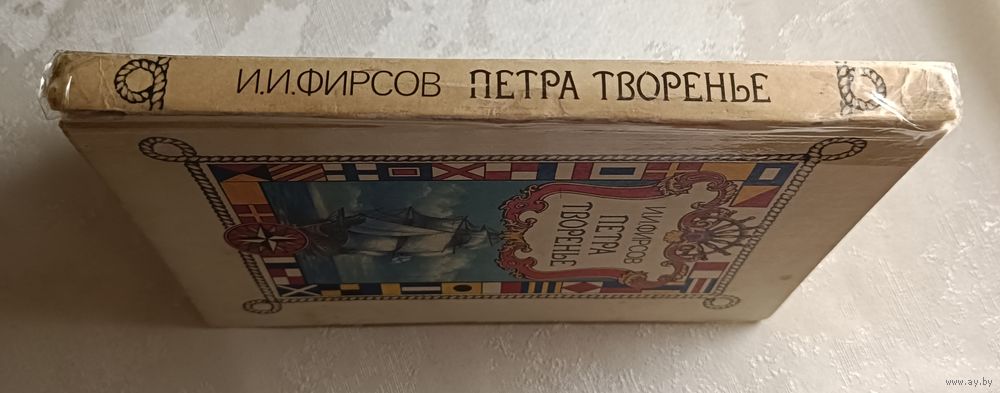 И.И.ФИРСОВ ПЕТРА ТВОРЕНЬЕ
И.И.ФИРСОВ
ПЕТРА
ТВОРЕНЬЕ
www.ay.by